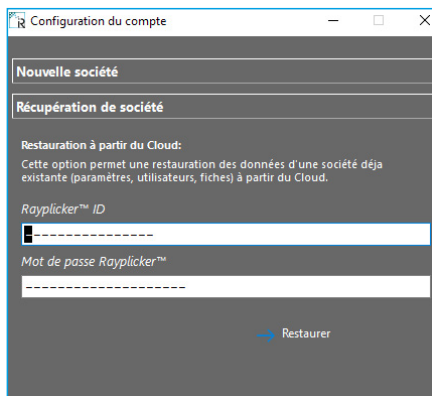 Configuration du compte
Nouvelle société
Récupération de société
Restauration à partir du Cloud:
Cette option permet une restauration des données d'une société déja
existante (paramètres, utilisateurs, fiches) à partir du Cloud.
Rayplicker™ ID
----------------
Mot de passe Rayplicker™
--------------------
Restaurer